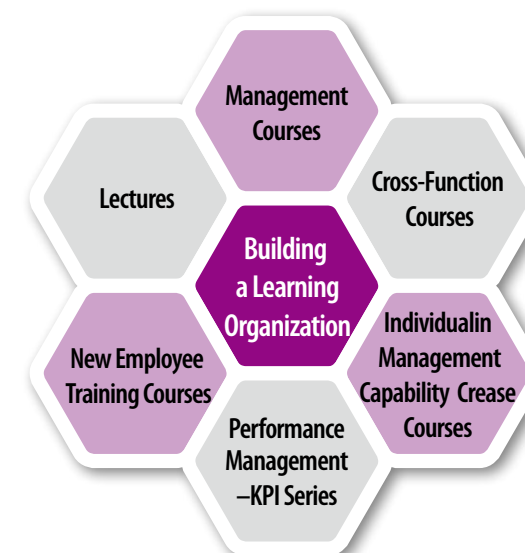 Management
Courses
Lectures
Cross-Function
Courses
Building
a Learning
Organization
New Employee
Training Courses
Individualin
Management
Capability Crease
Courses
Performance
Management
–KPI Series